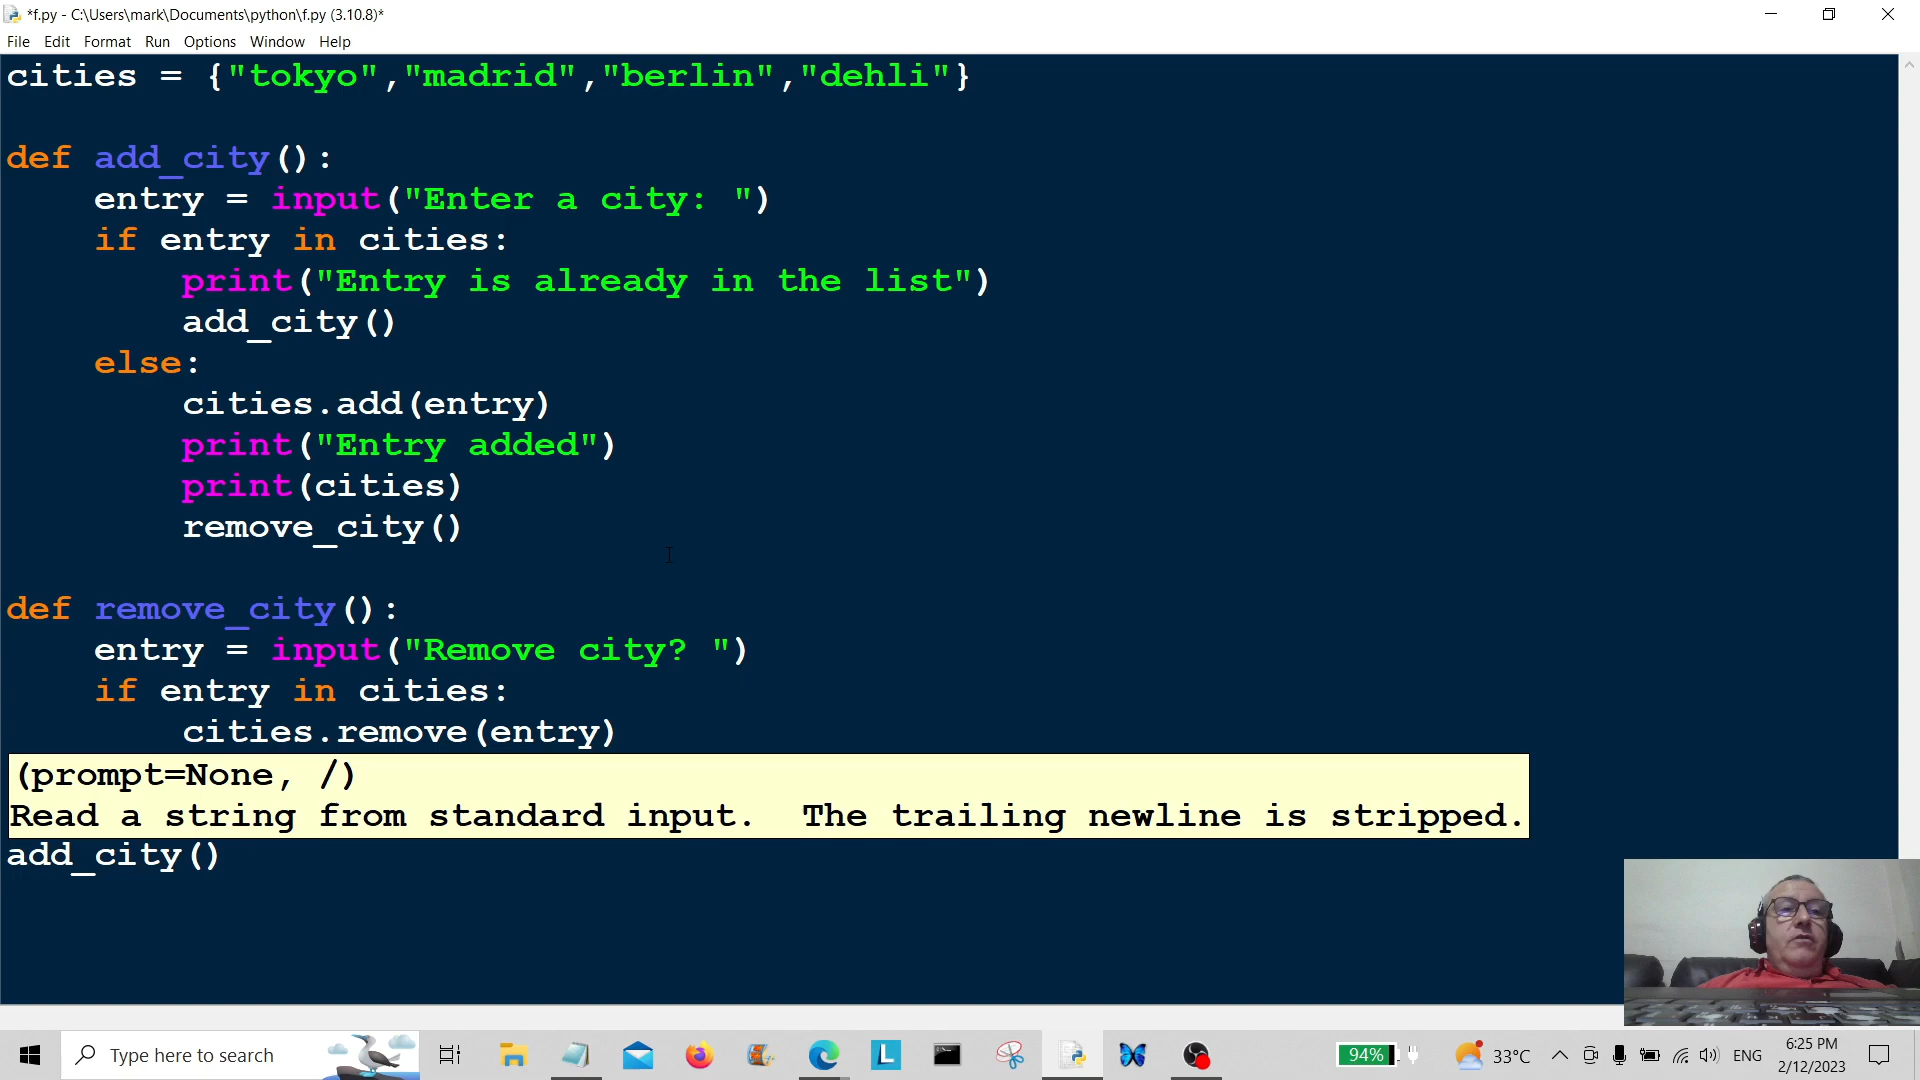 *f.py - C:\Users\mark\Documents\python\f.py (3.10.8)*
File Edit Format Run Options Window Help
cities = {"tokyo","madrid","berlin","dehli"}
def add_city():
    entry = input("Enter a city: ")
    if entry in cities:
        print("Entry is already in the list")
        add_city()
    else:
        cities.add(entry)
        print("Entry added")
        print(cities)
        remove_city()
def remove_city():
    entry = input("Remove city? ")
    if entry in cities:
        cities.remove(entry)
(prompt=None, /)
Read a string from standard input.  The trailing newline is stripped.
add_city()
Type here to search
L
94%
33°C
ENG
6:25 PM
2/12/2023